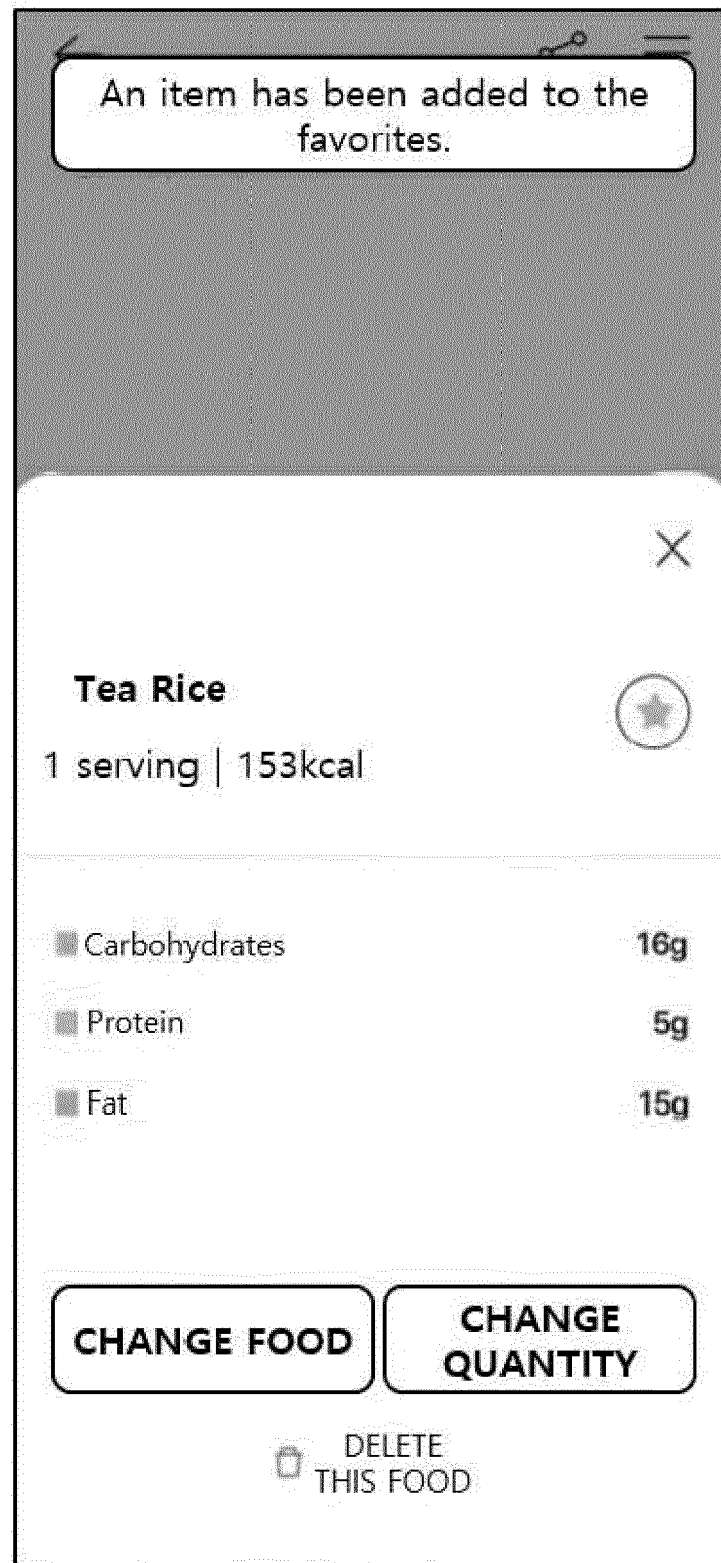 An item has been added to the
favorites.
Tea Rice
1 serving | 153kcal
Carbohydrates 16g
Protein 5g
Fat 15g
CHANGE FOOD
CHANGE
QUANTITY
DELETE
THIS FOOD